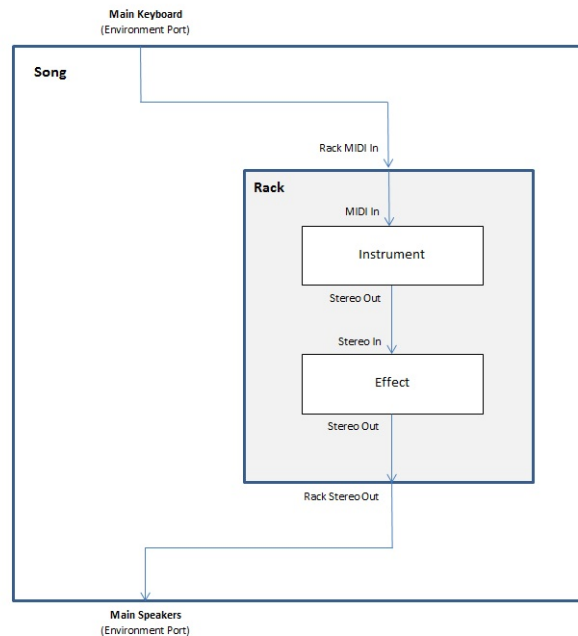 Main Keyboard
(Environment Port)
Song
Rack MIDI In
Rack
MIDI In
Instrument
Stereo Out
Stereo In
Effect
Stereo Out
Rack Stereo Out
Main Speakers
(Environment Port)